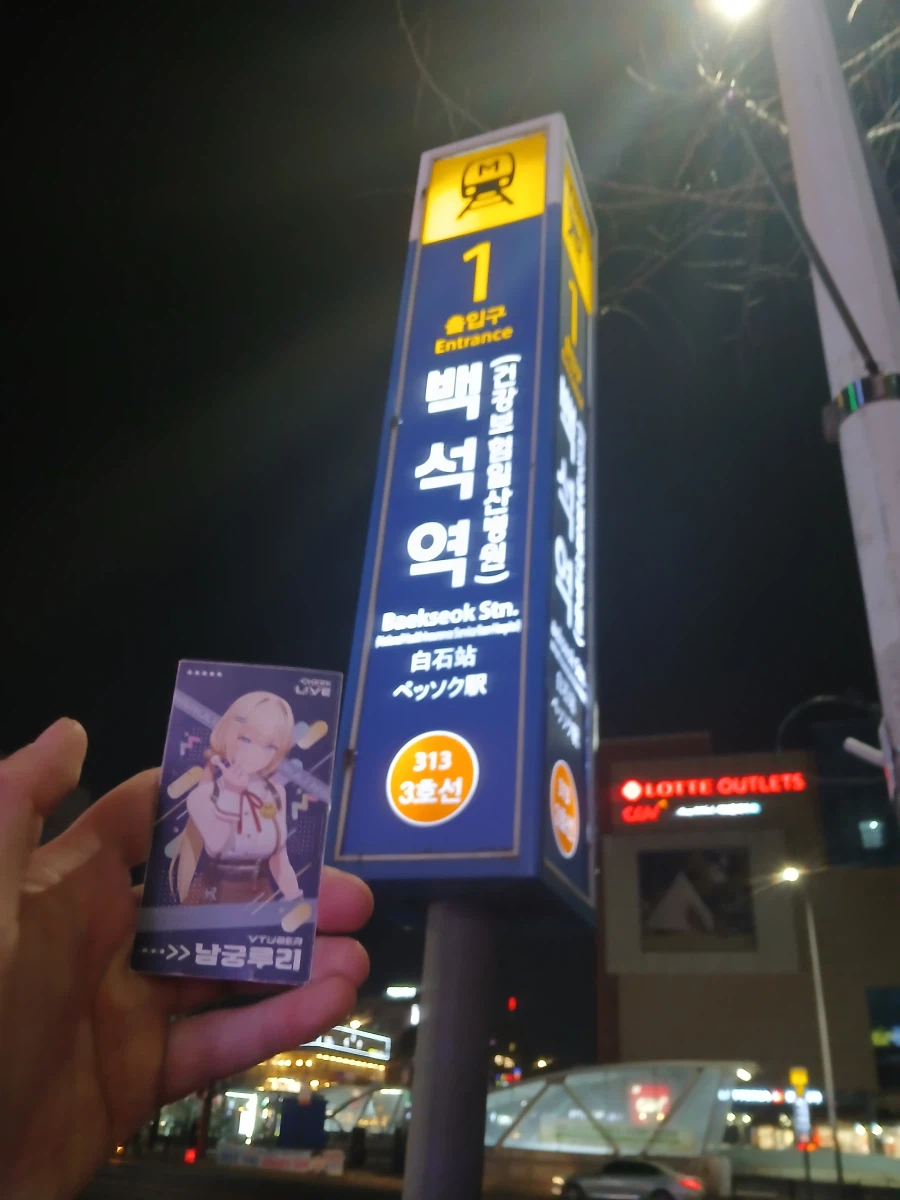 M
1
출입구
Entrance
백석역
(건강보험일산병원)
Baekseok Stn.
白石站
ペッソク駅
313
3호선
LIVE
VTUBER
남궁루리
LOTTE OUTLETS